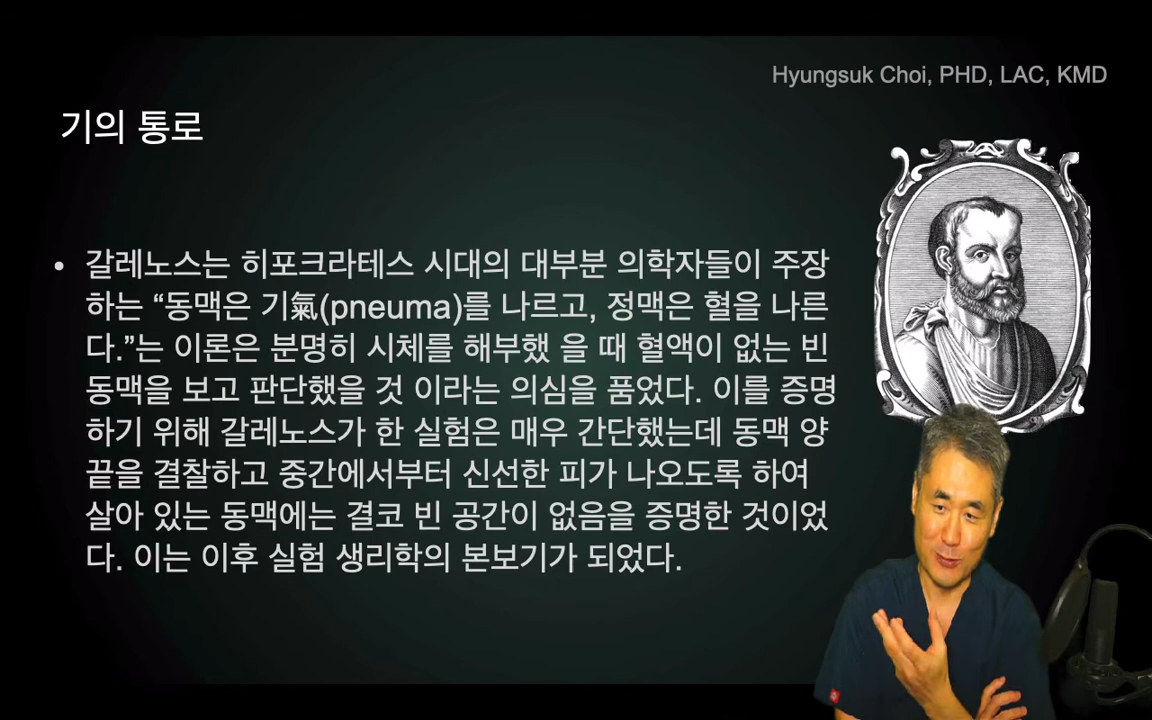 Hyungsuk Choi, PHD, LAC, KMD
기의 통로
• 갈레노스는 히포크라테스 시대의 대부분 의학자들이 주장
하는 “동맥은 기氣(pneuma)를 나르고, 정맥은 혈을 나른
다.”는 이론은 분명히 시체를 해부했 을 때 혈액이 없는 빈
동맥을 보고 판단했을 것 이라는 의심을 품었다. 이를 증명
하기 위해 갈레노스가 한 실험은 매우 간단했는데 동맥 양
끝을 결찰하고 중간에서부터 신선한 피가 나오도록 하여
살아 있는 동맥에는 결코 빈 공간이 없음을 증명한 것이었
다. 이는 이후 실험 생리학의 본보기가 되었다.